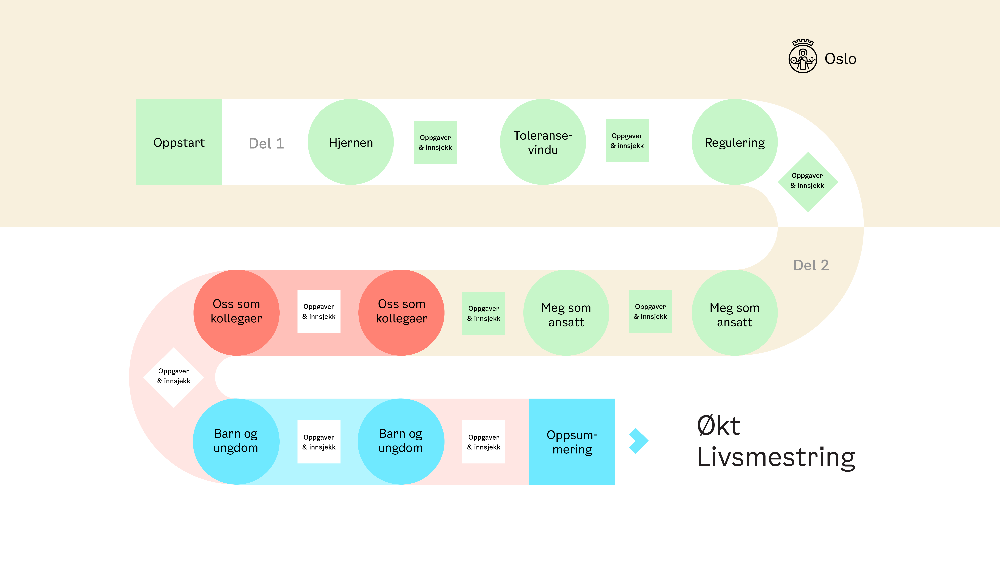 Oslo
Oppstart
Del 1
Hjernen
Oppgaver
& innsjekk
Toleranse-
vindu
Oppgaver
& innsjekk
Regulering
Oppgaver
& innsjekk
Del 2
Meg som
ansatt
Oppgaver
& innsjekk
Meg som
ansatt
Oppgaver
& innsjekk
Oss som
kollegaer
Oppgaver
& innsjekk
Oss som
kollegaer
Oppgaver
& innsjekk
Barn og
ungdom
Oppgaver
& innsjekk
Barn og
ungdom
Oppgaver
& innsjekk
Oppsum-
mering
Økt
Livsmestring